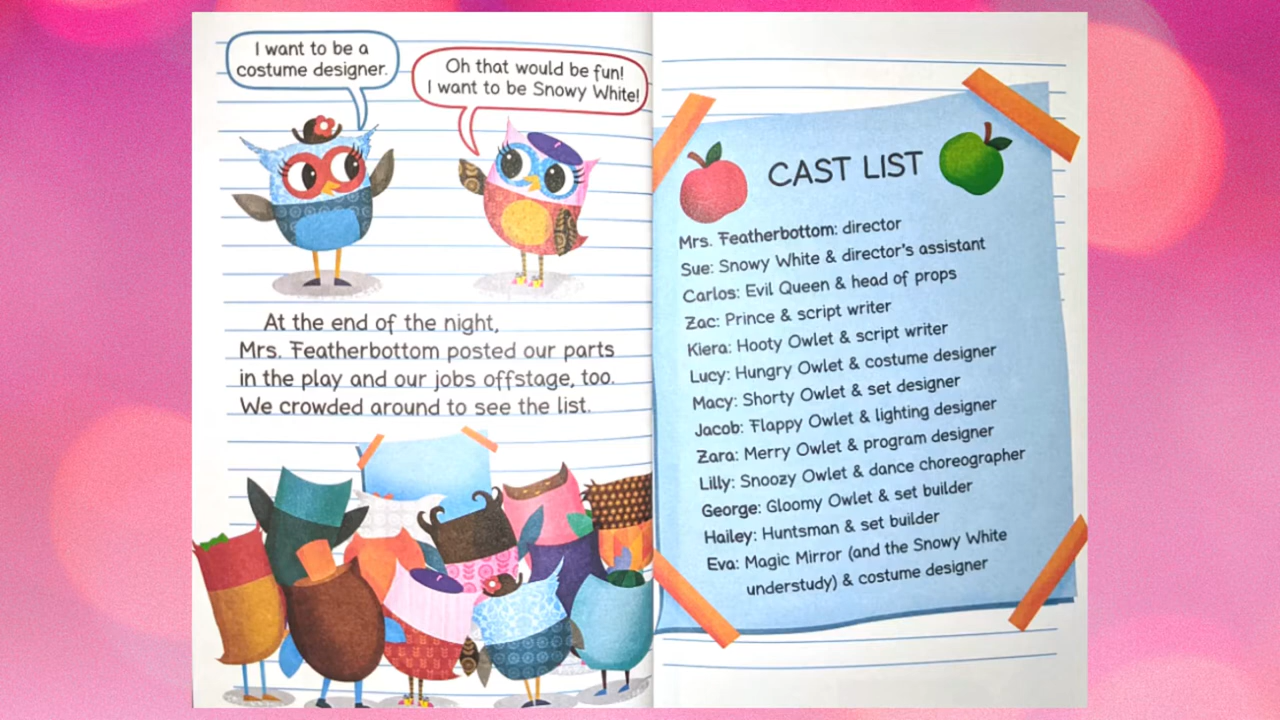 I want to be a
costume designer.
Oh that would be fun!
I want to be Snowy White!
At the end of the night,
Mrs. Featherbottom posted our parts
in the play and our jobs offstage, too.
We crowded around to see the list.
CAST LIST
Mrs. Featherbottom: director
Sue: Snowy White & director's assistant
Carlos: Evil Queen & head of props
Zac: Prince & script writer
Kiera: Hooty Owlet & script writer
Lucy: Hungry Owlet & costume designer
Macy: Shorty Owlet & set designer
Jacob: Flappy Owlet & lighting designer
Zara: Merry Owlet & program designer
Lilly: Snoozy Owlet & dance choreographer
George: Gloomy Owlet & set builder
Hailey: Huntsman & set builder
Eva: Magic Mirror (and the Snowy White
understudy) & costume designer